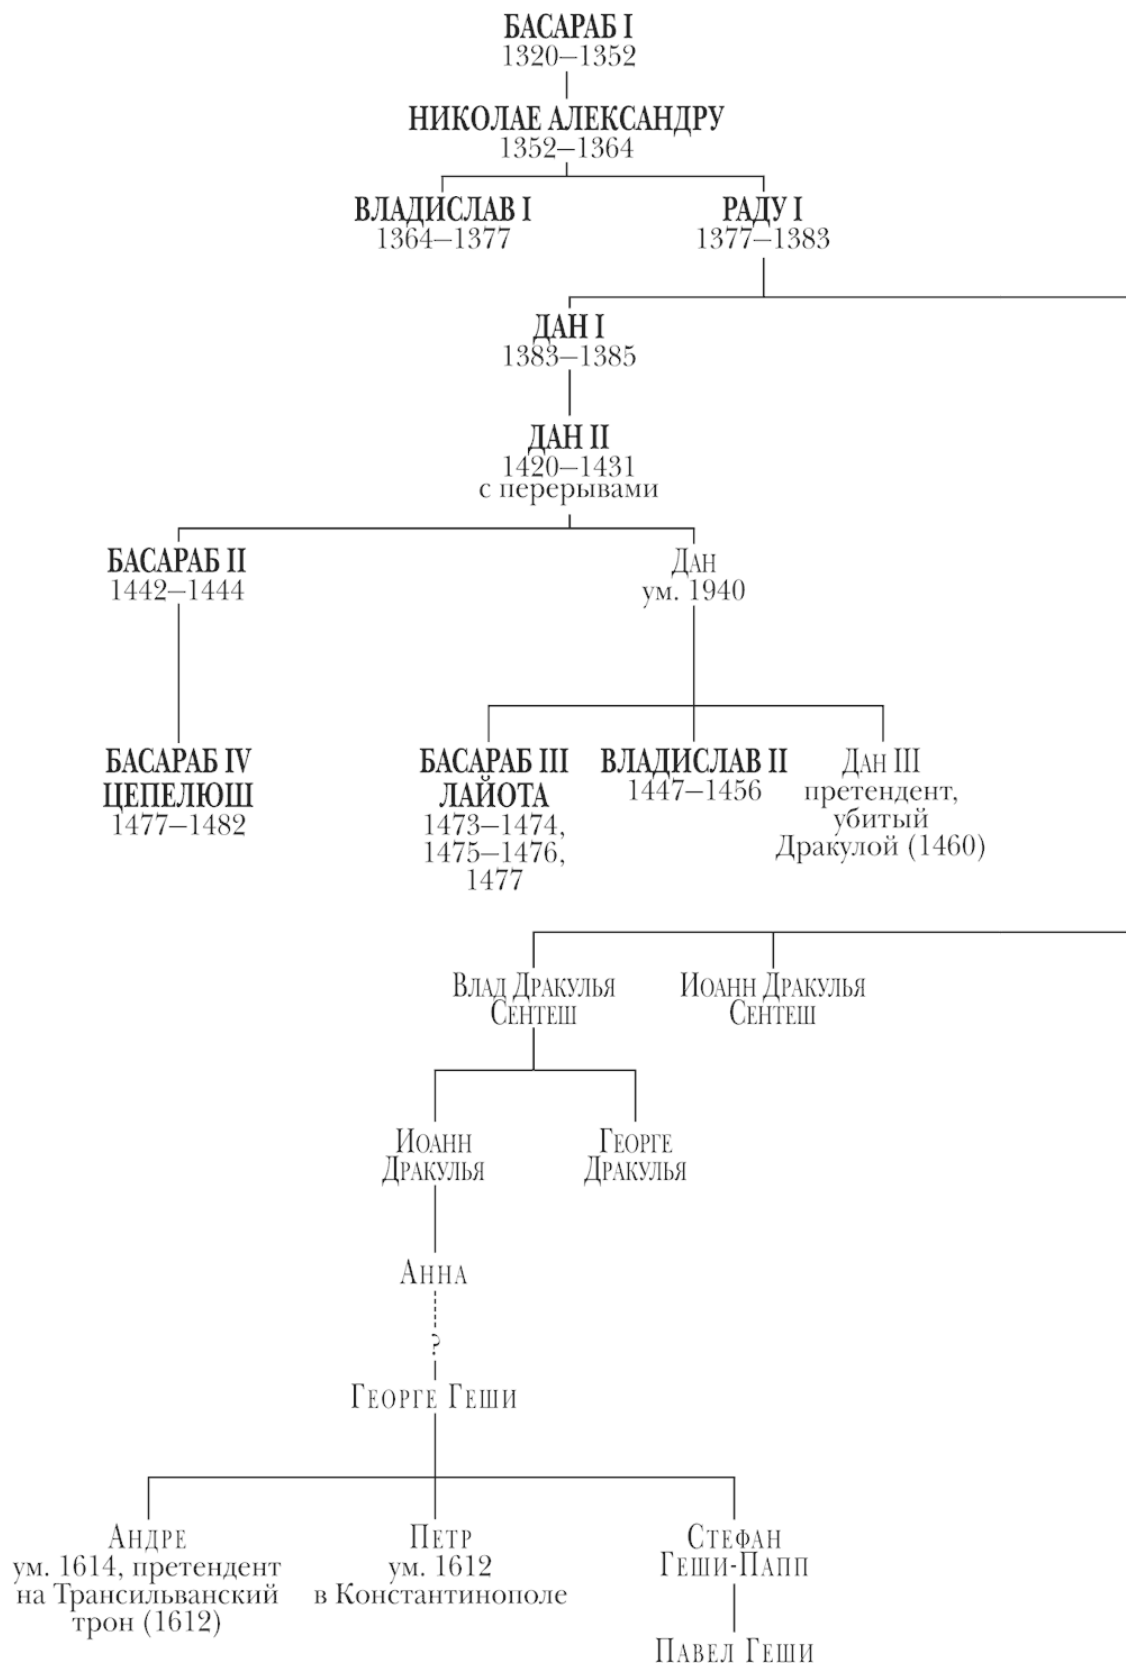 БАСАРАБ I
1320–1352
НИКОЛАЕ АЛЕКСАНДРУ
1352–1364
ВЛАДИСЛАВ I
1364–1377
РАДУ I
1377–1383
ДАН I
1383–1385
ДАН II
1420–1431
с перерывами
БАСАРАБ II
1442–1444
ДАН
ум. 1940
БАСАРАБ IV
ЦЕПЕЛЮШ
1477–1482
БАСАРАБ III
ЛАЙОТА
1473–1474,
1475–1476,
1477
ВЛАДИСЛАВ II
1447–1456
ДАН III
претендент,
убитый
Дракулой (1460)
ВЛАД ДРАКУЛЬЯ
СЕНТЕШ
ИОАНН ДРАКУЛЬЯ
СЕНТЕШ
ИОАНН
ДРАКУЛЬЯ
ГЕОРГЕ
ДРАКУЛЬЯ
АННА
?
ГЕОРГЕ ГЕШИ
АНДРЕ
ум. 1614, претендент
на Трансильванский
трон (1612)
ПЕТР
ум. 1612
в Константинополе
СТЕФАН
ГЕШИ-ПАПП
ПАВЕЛ ГЕШИ